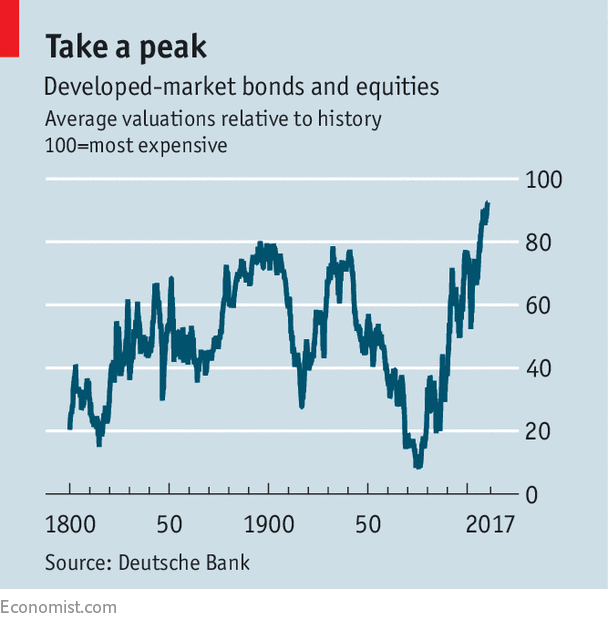 Take a peak
Developed-market bonds and equities
Average valuations relative to history
100=most expensive
100
80
60
40
20
0
1800 50 1900 50 2017
Source: Deutsche Bank
Economist.com